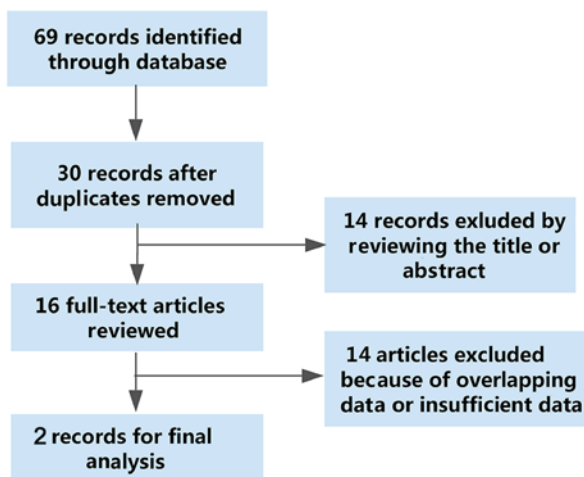 69 records identified
through database
30 records after
duplicates removed
14 records exluded by
reviewing the title or
abstract
16 full-text articles
reviewed
14 articles excluded
because of overlapping
data or insufficient data
2 records for final
analysis